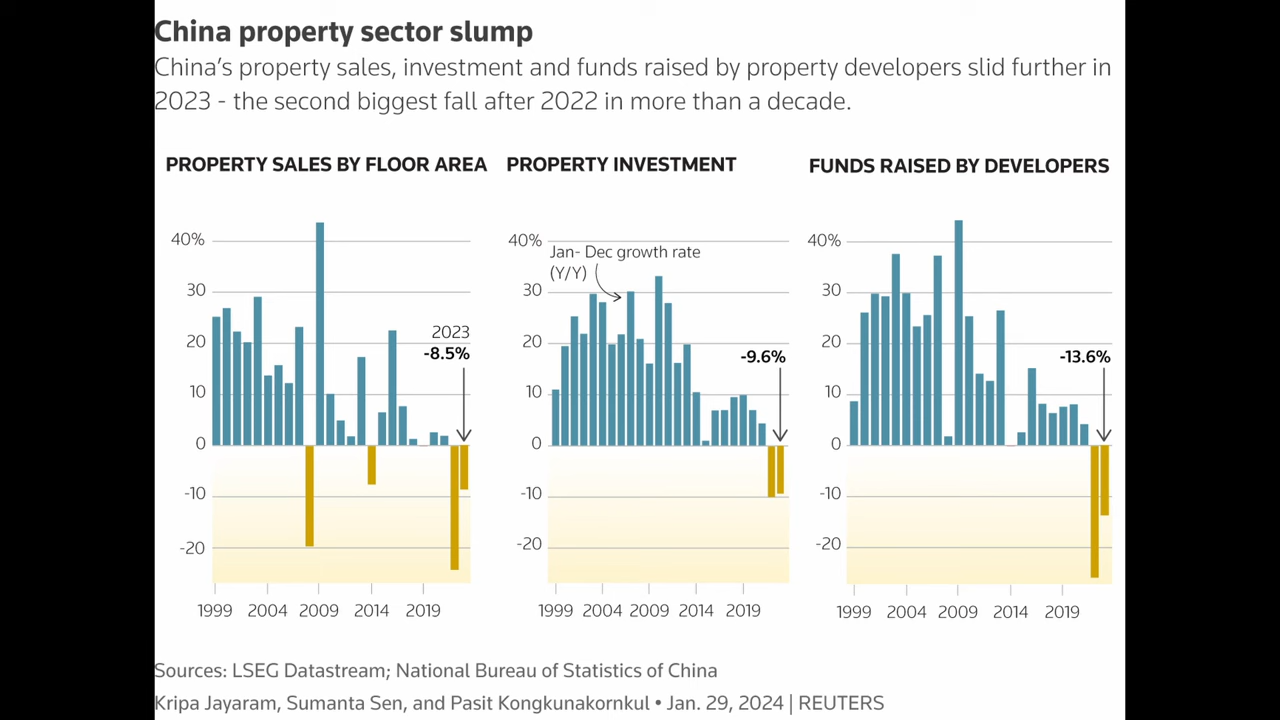 China property sector slump
China's property sales, investment and funds raised by property developers slid further in
2023 - the second biggest fall after 2022 in more than a decade.
PROPERTY SALES BY FLOOR AREA
40%
30
20
10
0
-10
-20
2023
-8.5%
1999 2004 2009 2014 2019
PROPERTY INVESTMENT
40%
30
20
10
0
-10
-20
Jan- Dec growth rate
(Y/Y)
-9.6%
1999 2004 2009 2014 2019
FUNDS RAISED BY DEVELOPERS
40%
30
20
10
0
-10
-20
-13.6%
1999 2004 2009 2014 2019
Sources: LSEG Datastream; National Bureau of Statistics of China
Kripa Jayaram, Sumanta Sen, and Pasit Kongkunakornkul • Jan. 29, 2024 | REUTERS